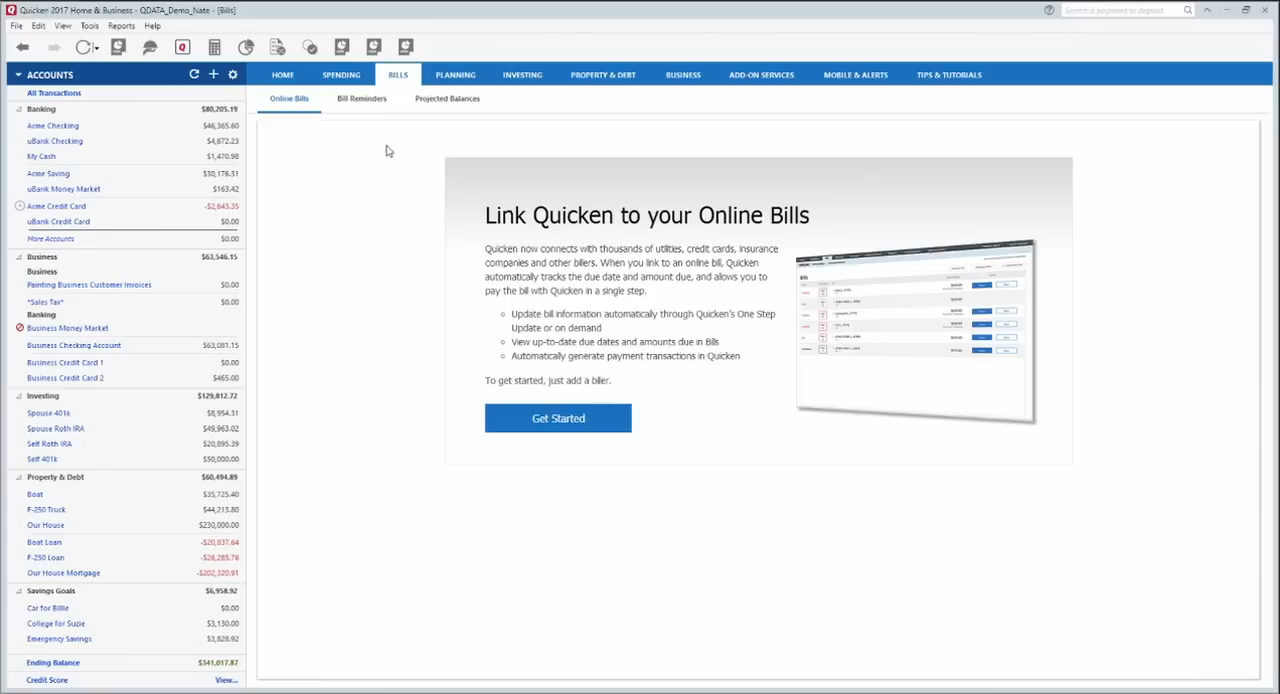 Quicken 2017 Home & Business - QDATA_Demo_Nate - [Bills]
Search a payment or deposit
File Edit View Tools Reports Help
ACCOUNTS
HOME SPENDING BILLS PLANNING INVESTING PROPERTY & DEBT BUSINESS ADD-ON SERVICES MOBILE & ALERTS TIPS & TUTORIALS
Online Bills Bill Reminders Projected Balances
All Transactions
Banking $80,205.19
Acme Checking $46,365.60
uBank Checking $4,672.23
My Cash $1,470.98
Acme Saving $30,176.31
uBank Money Market $163.42
Acme Credit Card -$2,643.35
uBank Credit Card $0.00
More Accounts $0.00
Business $63,546.15
Business
Painting Business Customer Invoices $0.00
*Sales Tax* $0.00
Banking
Business Money Market
Business Checking Account $63,081.15
Business Credit Card 1 $0.00
Business Credit Card 2 $465.00
Investing $129,812.72
Spouse 401k $8,954.31
Spouse Roth IRA $49,963.02
Self Roth IRA $20,895.39
Self 401k $50,000.00
Property & Debt $60,494.89
Boat $35,725.40
F-250 Truck $44,213.80
Our House $230,000.00
Boat Loan -$20,837.64
F-250 Loan -$26,285.76
Our House Mortgage -$202,320.91
Savings Goals $6,958.92
Car for Billie $0.00
College for Suzie $3,130.00
Emergency Savings $3,828.92
Ending Balance $341,017.87
Credit Score View...
Link Quicken to your Online Bills
Quicken now connects with thousands of utilities, credit cards, insurance
companies and other billers. When you link to an online bill, Quicken
automatically tracks the due date and amount due, and allows you to
pay the bill with Quicken in a single step.
Update bill information automatically through Quicken's One Step
Update or on demand
View up-to-date due dates and amounts due in Bills
Automatically generate payment transactions in Quicken
To get started, just add a biller.
Get Started
Bills